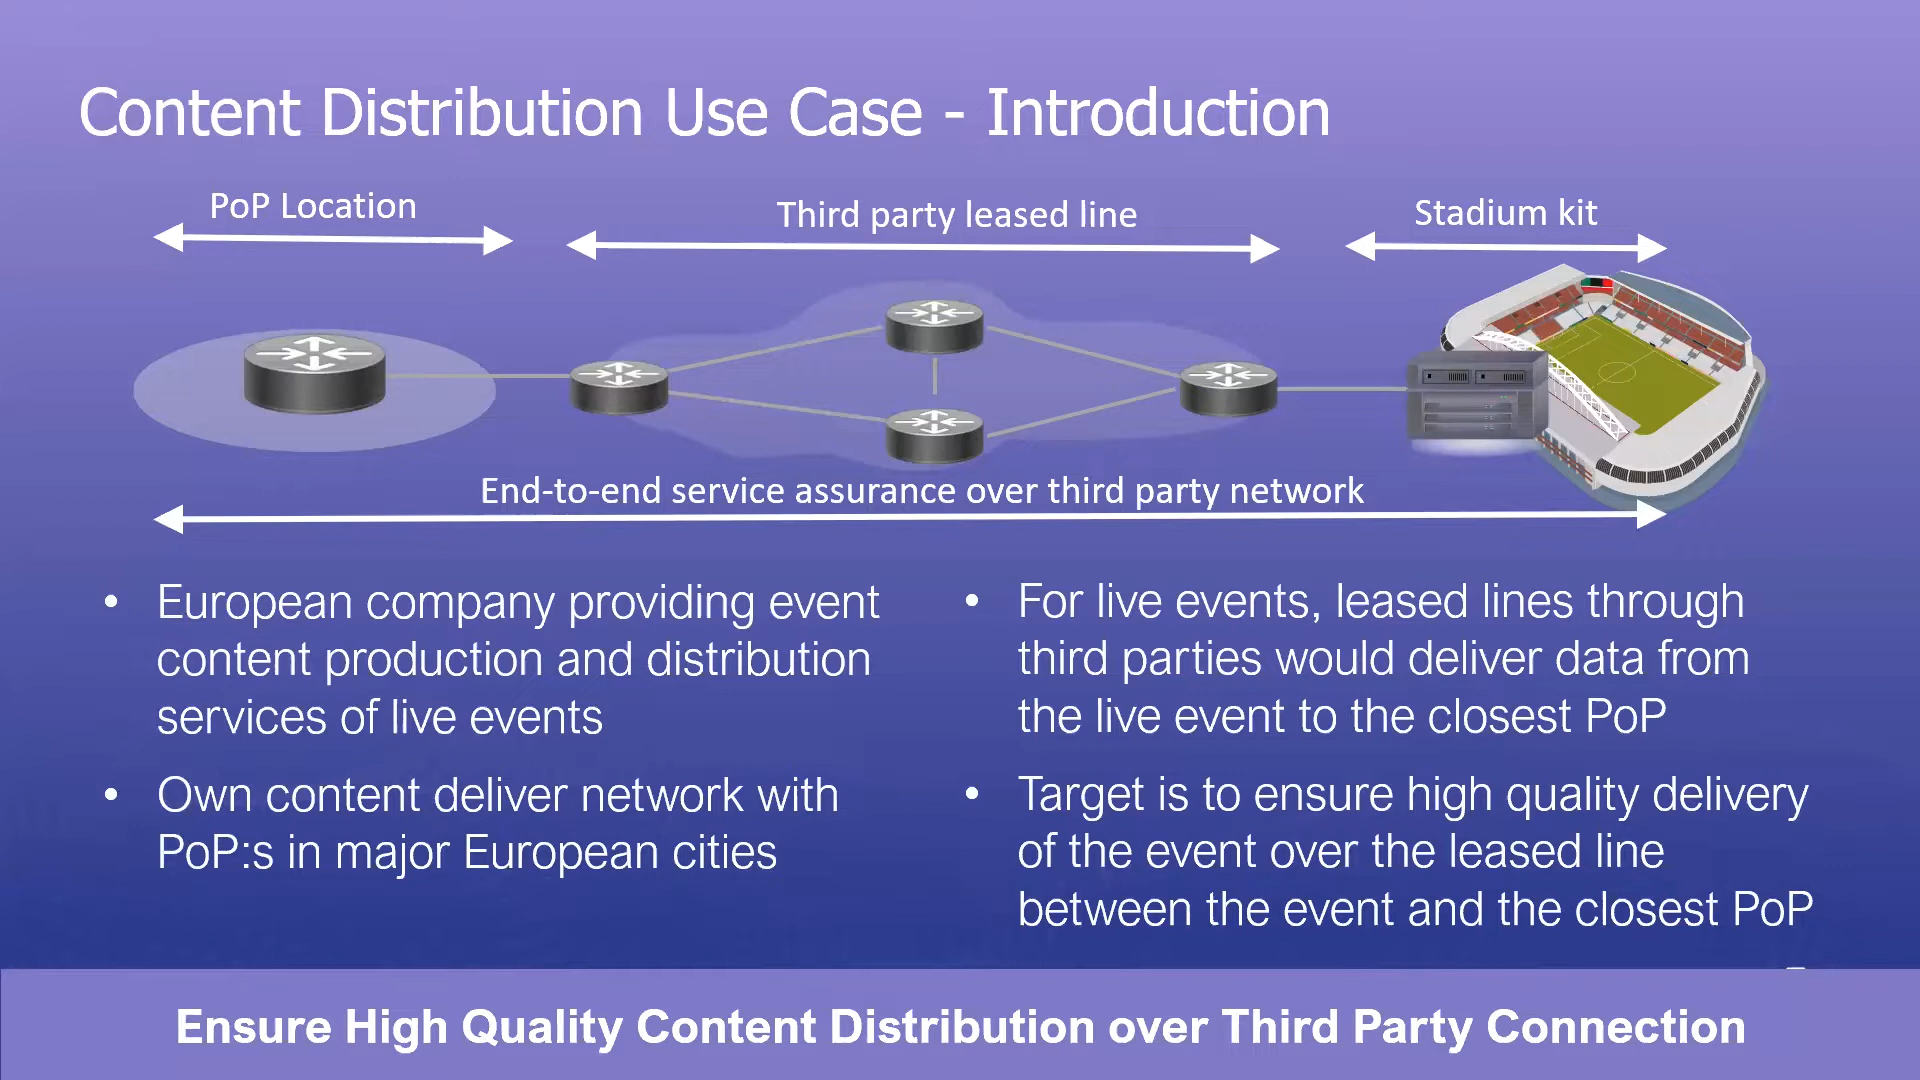 Content Distribution Use Case - Introduction
PoP Location
Third party leased line
Stadium kit
End-to-end service assurance over third party network
• European company providing event
content production and distribution
services of live events
• Own content deliver network with
PoP:s in major European cities
• For live events, leased lines through
third parties would deliver data from
the live event to the closest PoP
• Target is to ensure high quality delivery
of the event over the leased line
between the event and the closest PoP
Ensure High Quality Content Distribution over Third Party Connection